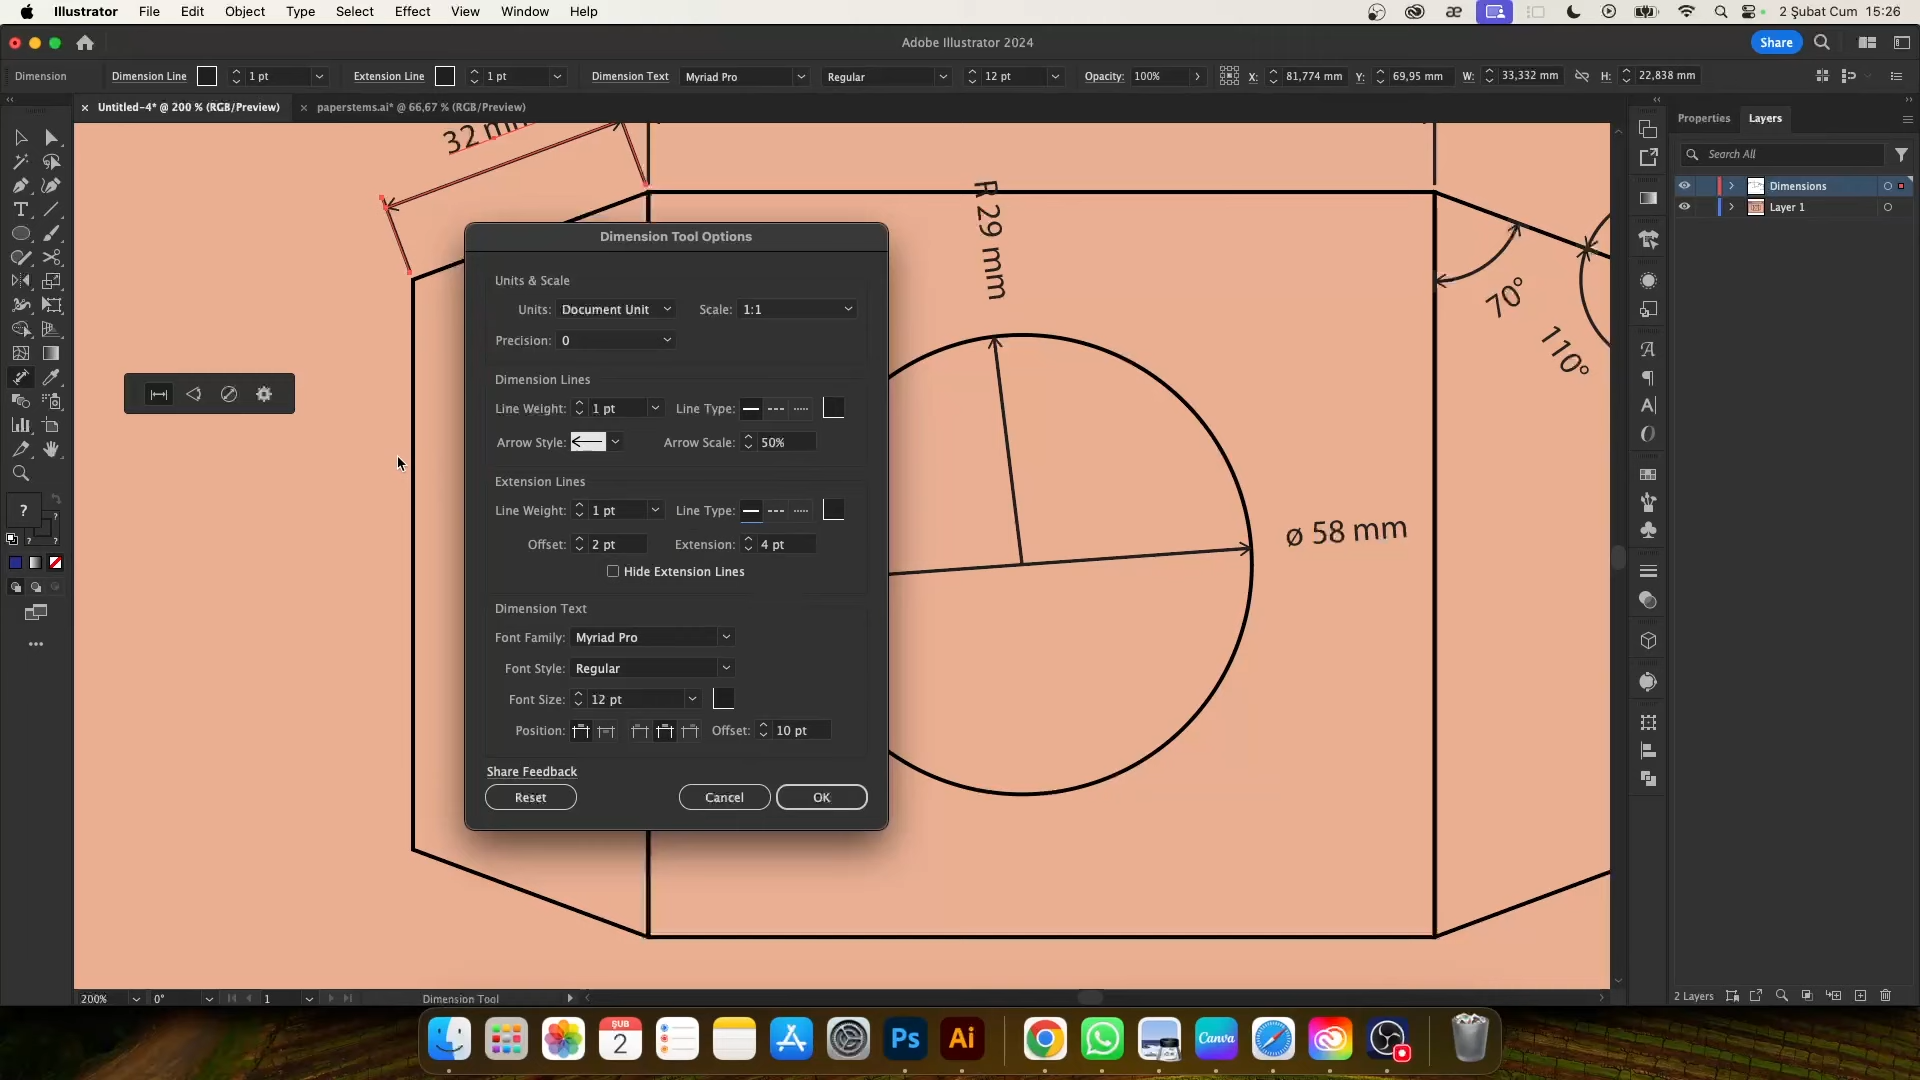 Illustrator File Edit Object Type Select Effect View Window Help
2 Şubat Cum 15:26
Adobe Illustrator 2024
Share
Dimension Dimension Line 1 pt Extension Line 1 pt Dimension Text Myriad Pro Regular 12 pt Opacity: 100% X: 81,774 mm Y: 69,95 mm W: 33,332 mm H: 22,838 mm
Untitled-4* @ 200 % (RGB/Preview) paperstems.ai* @ 66,67 % (RGB/Preview)
Properties Layers
Search All
Dimensions
Layer 1
32 mm
R 29 mm
70°
110°
ø 58 mm
Dimension Tool Options
Units & Scale
Units: Document Unit Scale: 1:1
Precision: 0
Dimension Lines
Line Weight: 1 pt Line Type:
Arrow Style: Arrow Scale: 50%
Extension Lines
Line Weight: 1 pt Line Type:
Offset: 2 pt Extension: 4 pt
Hide Extension Lines
Dimension Text
Font Family: Myriad Pro
Font Style: Regular
Font Size: 12 pt
Position: Offset: 10 pt
Share Feedback
Reset Cancel OK
200% 0° 1 Dimension Tool
2 Layers
ŞUB
2
Ps
Ai
Canva